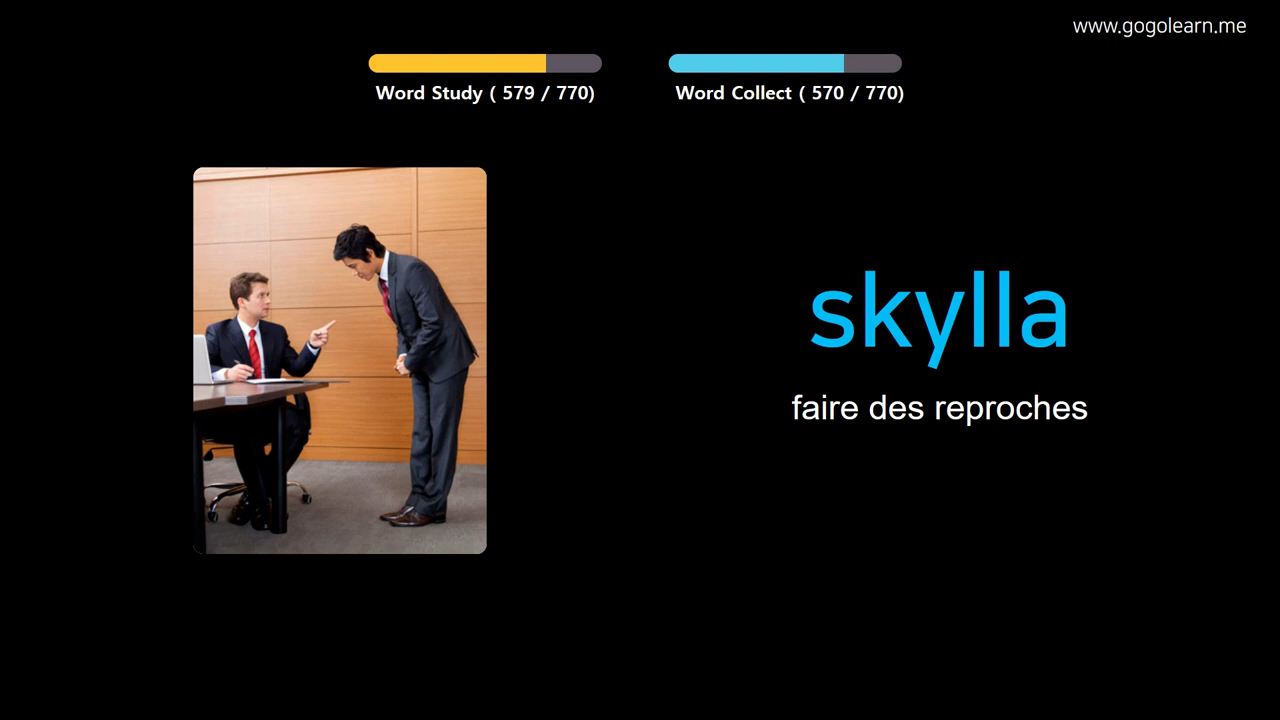 www.gogolearn.me
Word Study ( 579 / 770)
Word Collect ( 570 / 770)
skylla
faire des reproches